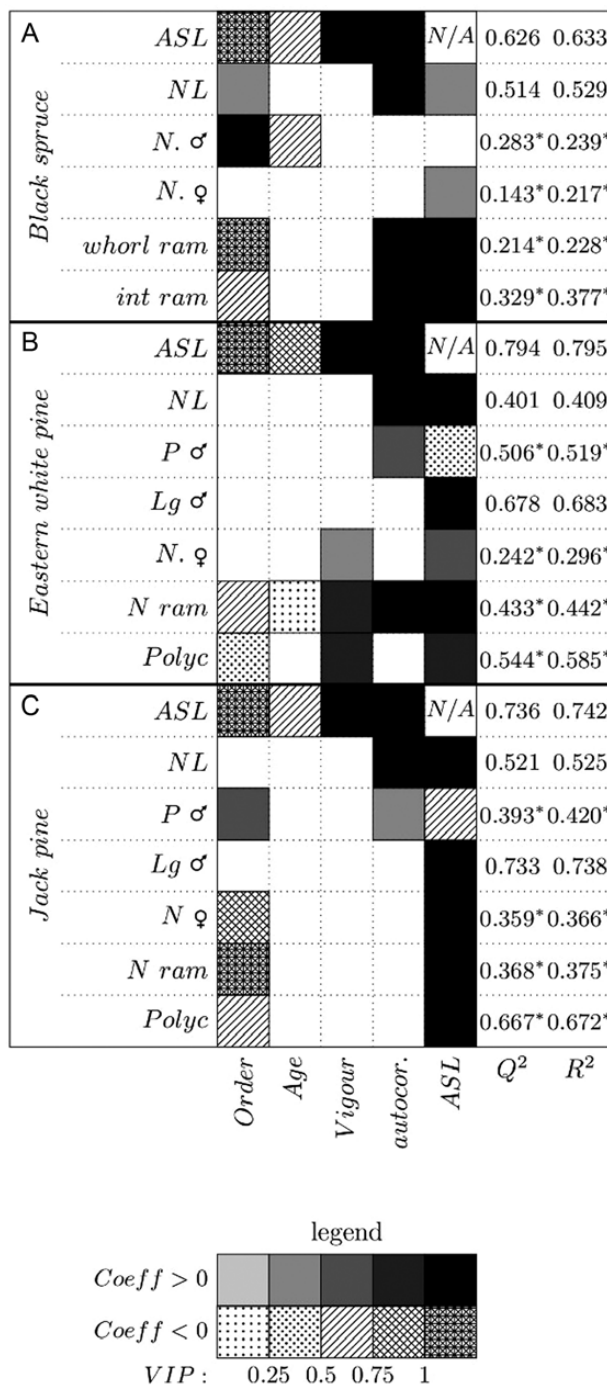 A
Black spruce
ASL N/A 0.626 0.633
NL 0.514 0.529
N. ♂ 0.283* 0.239*
N. ♀ 0.143* 0.217*
whorl ram 0.214* 0.228*
int ram 0.329* 0.377*
B
Eastern white pine
ASL N/A 0.794 0.795
NL 0.401 0.409
P ♂ 0.506* 0.519*
Lg ♂ 0.678 0.683
N. ♀ 0.242* 0.296*
N ram 0.433* 0.442*
Polyc 0.544* 0.585*
C
Jack pine
ASL N/A 0.736 0.742
NL 0.521 0.525
P ♂ 0.393* 0.420*
Lg ♂ 0.733 0.738
N ♀ 0.359* 0.366*
N ram 0.368* 0.375*
Polyc 0.667* 0.672*
Order Age Vigour autocor. ASL Q² R²
legend
Coeff > 0
Coeff < 0
VIP : 0.25 0.5 0.75 1